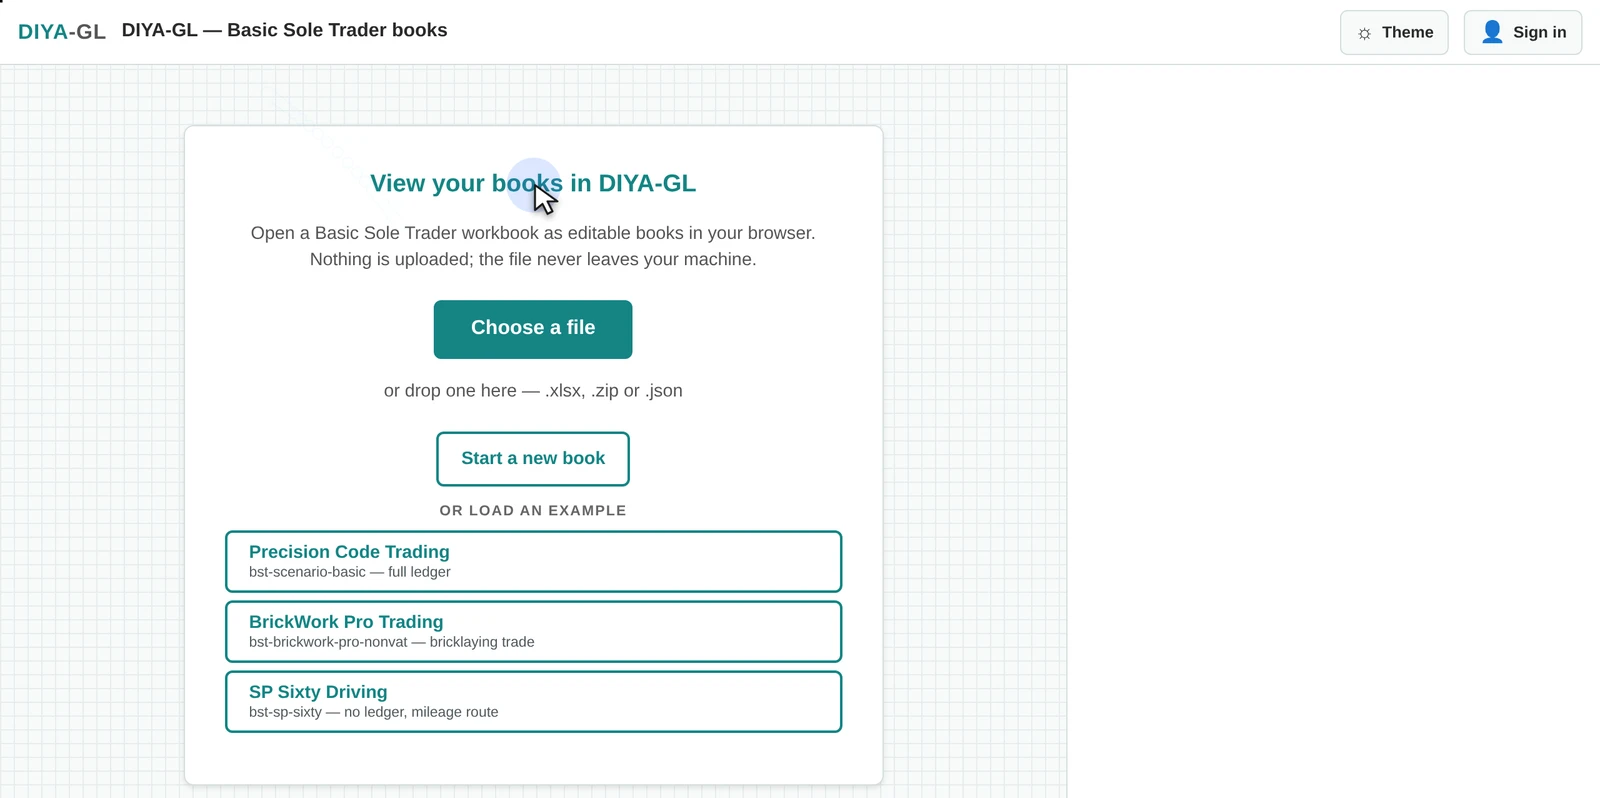 DIYA-GL DIYA-GL — Basic Sole Trader books
Theme
Sign in
View your books in DIYA-GL
Open a Basic Sole Trader workbook as editable books in your browser.
Nothing is uploaded; the file never leaves your machine.
Choose a file
or drop one here — .xlsx, .zip or .json
Start a new book
OR LOAD AN EXAMPLE
Precision Code Trading
bst-scenario-basic — full ledger
BrickWork Pro Trading
bst-brickwork-pro-nonvat — bricklaying trade
SP Sixty Driving
bst-sp-sixty — no ledger, mileage route